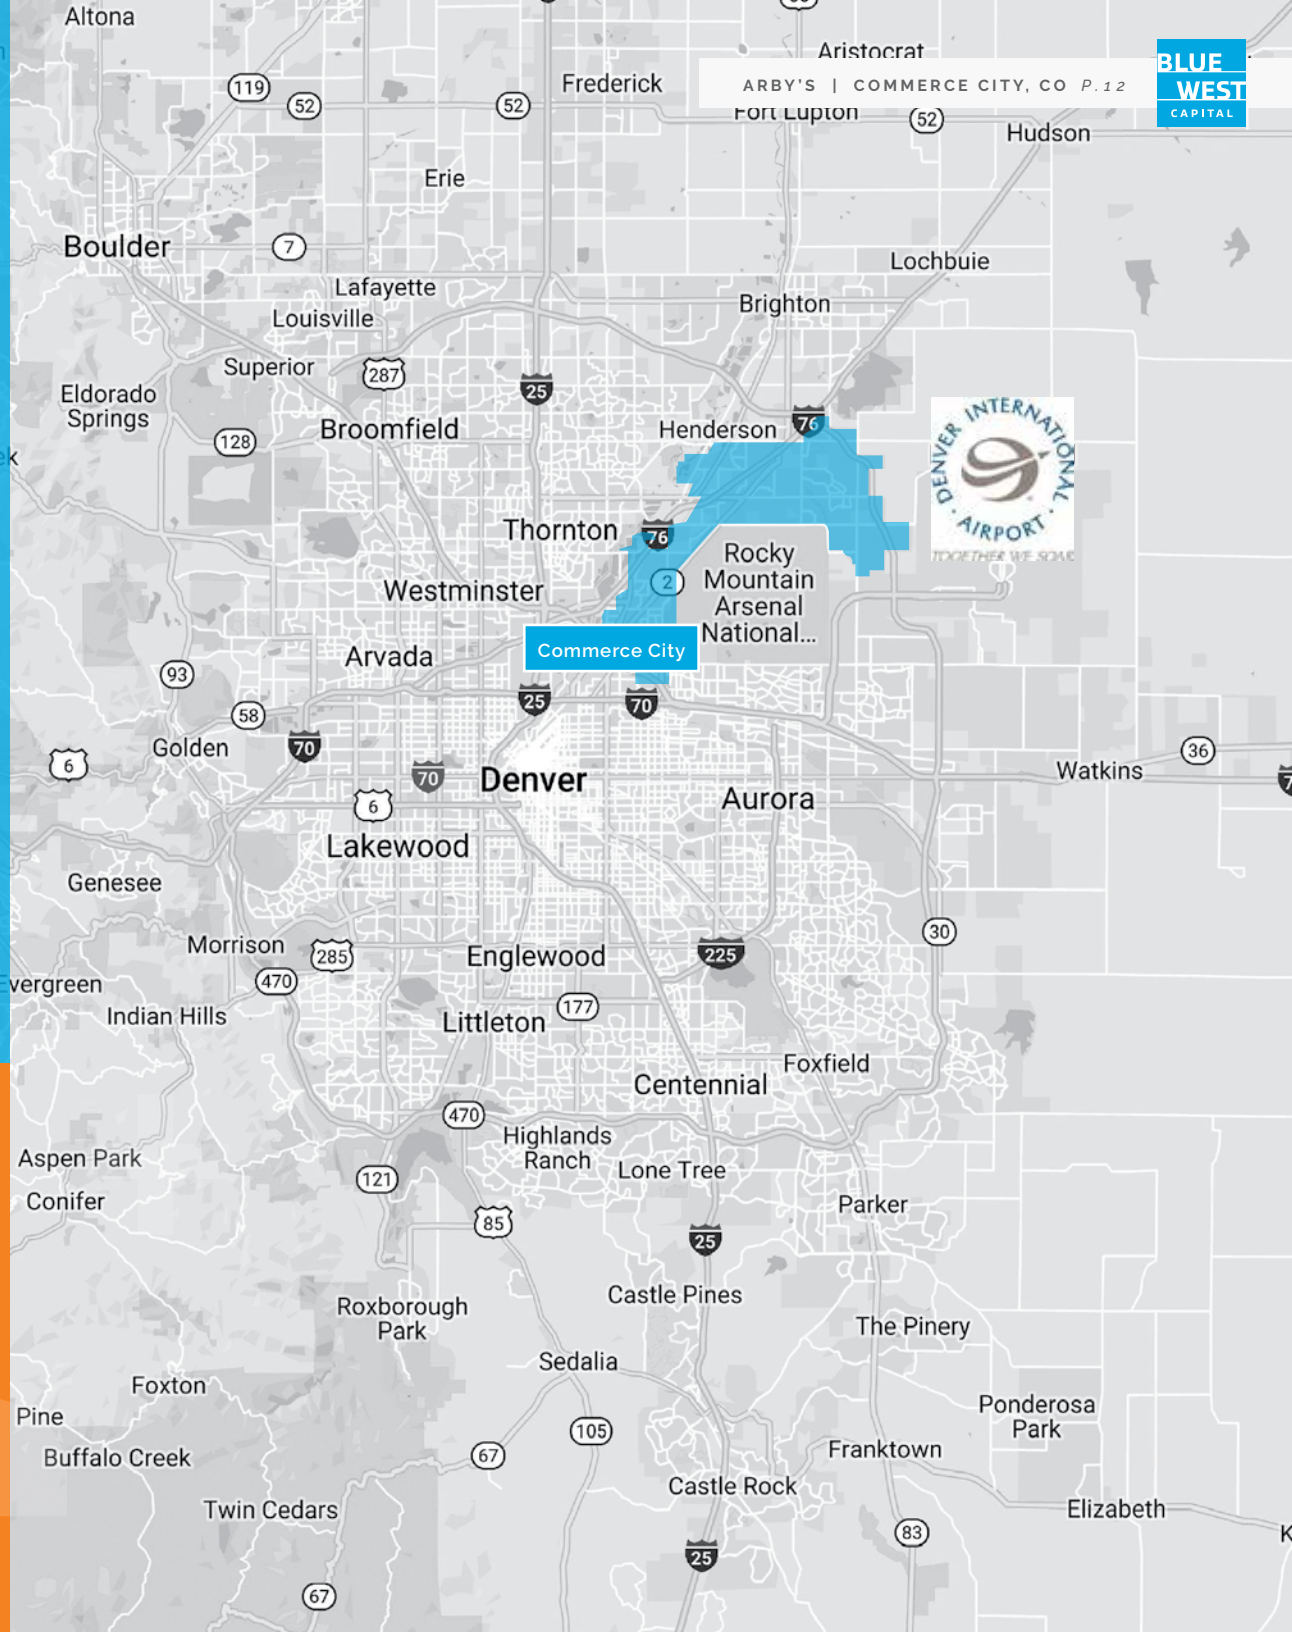 Altona
Aristocrat
ARBY'S | COMMERCE CITY, CO P.12
BLUE
WEST
CAPITAL
119
52
Frederick
52
Fort Lupton
52
Hudson
Erie
Boulder
7
Lochbuie
Lafayette
Louisville
Brighton
Superior
287
25
Eldorado
Springs
128
Broomfield
Henderson
76
DENVER INTERNATIONAL
AIRPORT
TOGETHER WE SOAR
Thornton
76
Rocky
Mountain
Arsenal
National...
2
Westminster
Commerce City
Arvada
93
25
70
58
Golden
70
6
70
Denver
36
Watkins
6
Aurora
Lakewood
Genesee
30
Morrison
285
Englewood
225
470
Evergreen
Indian Hills
177
Littleton
Foxfield
Centennial
470
Highlands
Ranch
Aspen Park
121
Lone Tree
Conifer
Parker
85
25
Castle Pines
Roxborough
Park
The Pinery
Sedalia
Foxton
Ponderosa
Park
Pine
105
Buffalo Creek
67
Franktown
Castle Rock
Twin Cedars
Elizabeth
83
25
67